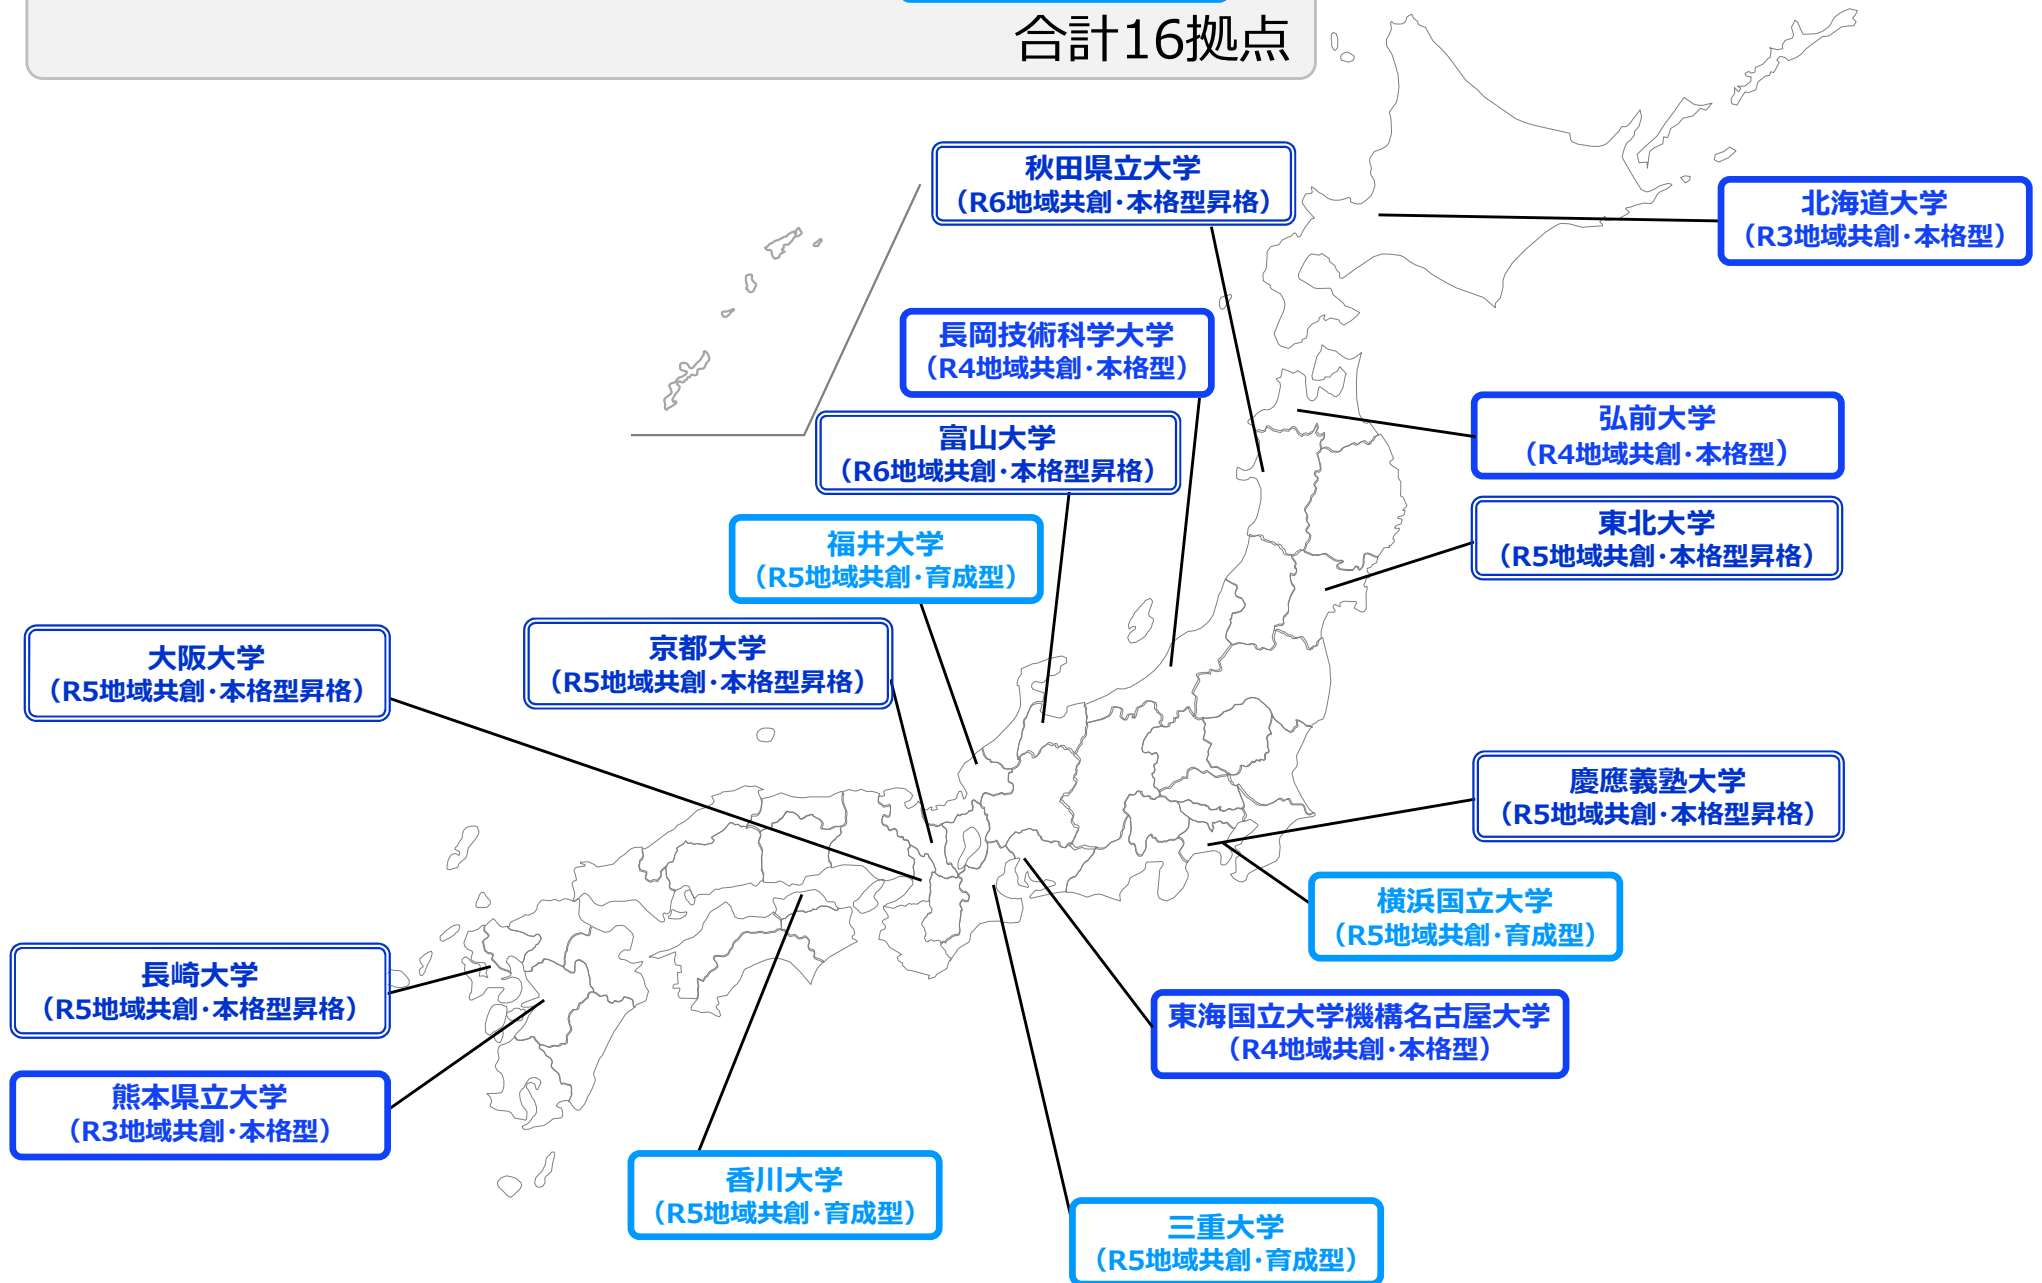 合計16拠点
秋田県立大学
（R6地域共創･本格型昇格）
北海道大学
（R3地域共創･本格型）
長岡技術科学大学
（R4地域共創･本格型）
弘前大学
（R4地域共創･本格型）
富山大学
（R6地域共創･本格型昇格）
東北大学
（R5地域共創･本格型昇格）
福井大学
（R5地域共創･育成型）
京都大学
（R5地域共創･本格型昇格）
大阪大学
（R5地域共創･本格型昇格）
慶應義塾大学
（R5地域共創･本格型昇格）
横浜国立大学
（R5地域共創･育成型）
長崎大学
（R5地域共創･本格型昇格）
東海国立大学機構名古屋大学
（R4地域共創･本格型）
熊本県立大学
（R3地域共創･本格型）
香川大学
（R5地域共創･育成型）
三重大学
（R5地域共創･育成型）